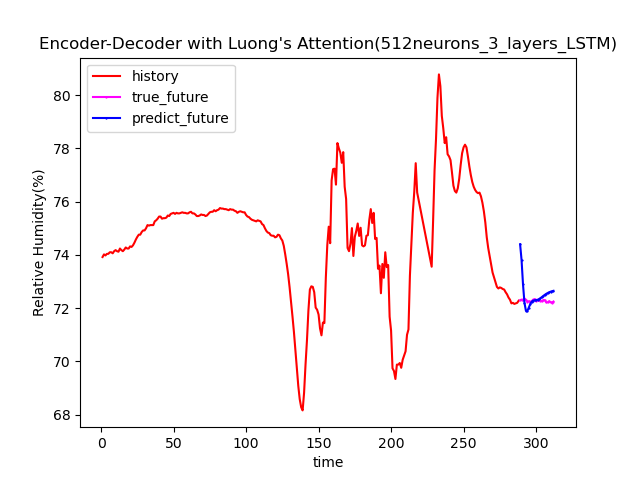 Encoder-Decoder with Luong's Attention(512neurons_3_layers_LSTM)
history
true_future
predict_future
Relative Humidity(%)
80
78
76
74
72
70
68
0 50 100 150 200 250 300
time